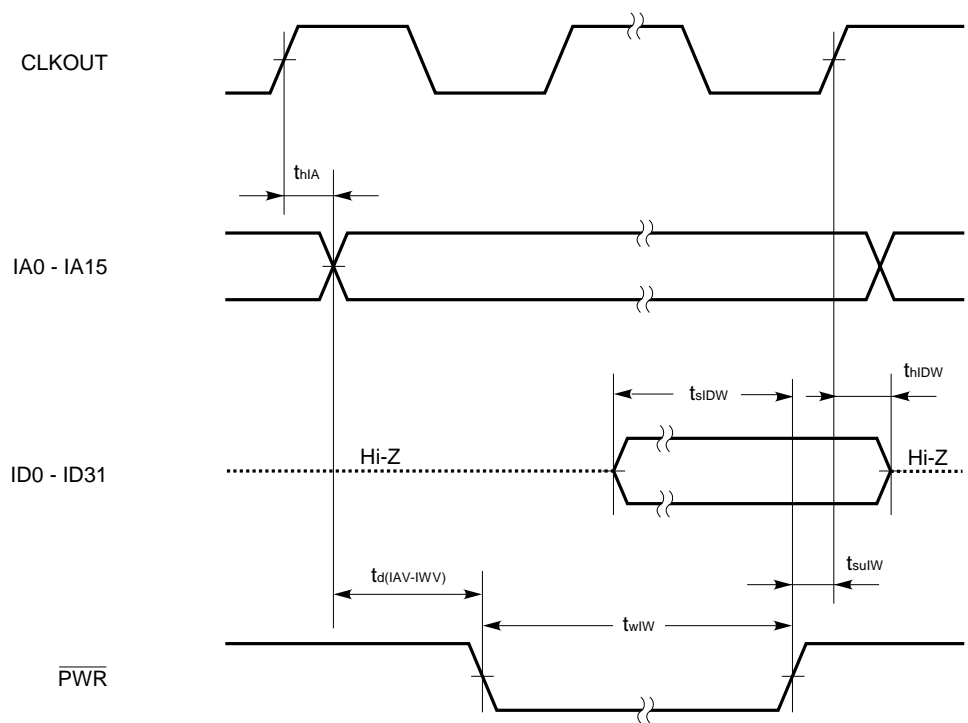 CLKOUT
thIA
IA0 - IA15
thIDW
tsIDW
Hi-Z
Hi-Z
ID0 - ID31
tsuIW
td(IAV-IWV)
twIW
PWR